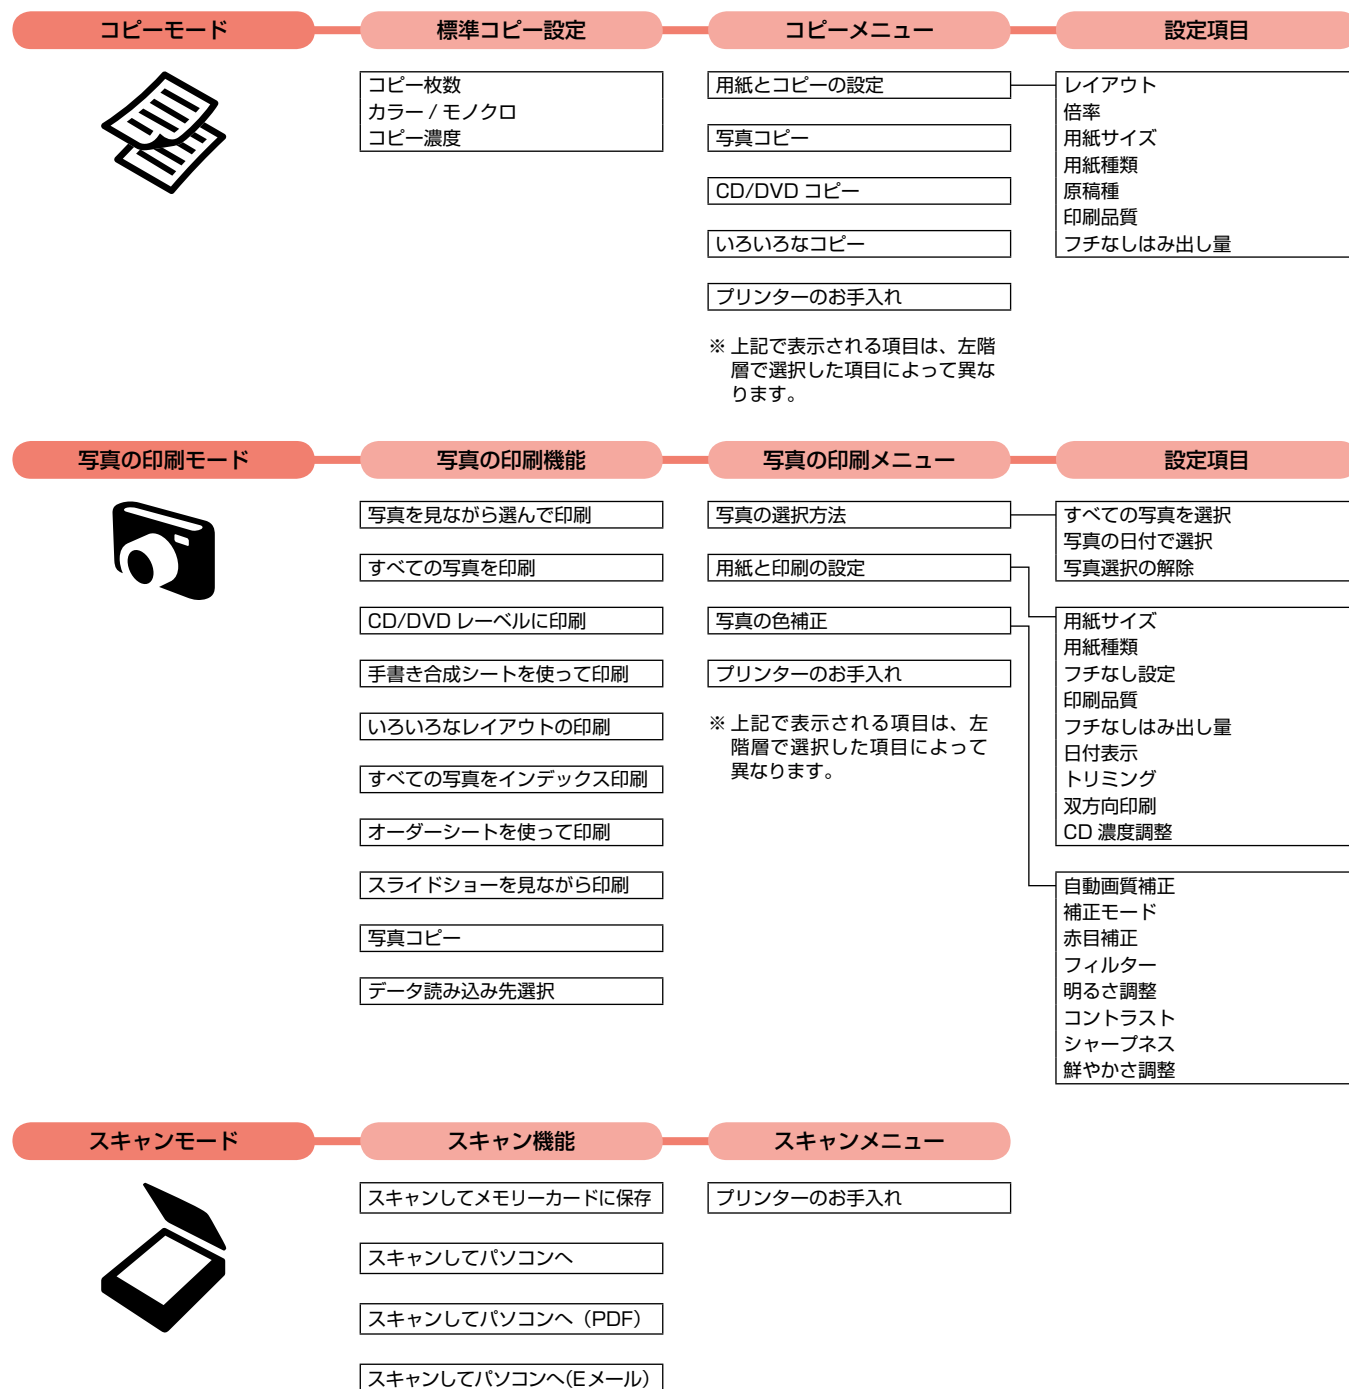 コピーモード
標準コピー設定
コピーメニュー
設定項目
コピー枚数
カラー / モノクロ
コピー濃度
用紙とコピーの設定
写真コピー
CD/DVD コピー
いろいろなコピー
プリンターのお手入れ
※ 上記で表示される項目は、左階
層で選択した項目によって異な
ります。
レイアウト
倍率
用紙サイズ
用紙種類
原稿種
印刷品質
フチなしはみ出し量
写真の印刷モード
写真の印刷機能
写真の印刷メニュー
設定項目
写真を見ながら選んで印刷
すべての写真を印刷
CD/DVD レーベルに印刷
手書き合成シートを使って印刷
いろいろなレイアウトの印刷
すべての写真をインデックス印刷
オーダーシートを使って印刷
スライドショーを見ながら印刷
写真コピー
データ読み込み先選択
写真の選択方法
用紙と印刷の設定
写真の色補正
プリンターのお手入れ
※ 上記で表示される項目は、左
階層で選択した項目によって
異なります。
すべての写真を選択
写真の日付で選択
写真選択の解除
用紙サイズ
用紙種類
フチなし設定
印刷品質
フチなしはみ出し量
日付表示
トリミング
双方向印刷
CD 濃度調整
自動画質補正
補正モード
赤目補正
フィルター
明るさ調整
コントラスト
シャープネス
鮮やかさ調整
スキャンモード
スキャン機能
スキャンメニュー
スキャンしてメモリーカードに保存
スキャンしてパソコンへ
スキャンしてパソコンへ（PDF）
スキャンしてパソコンへ(Eメール)
プリンターのお手入れ